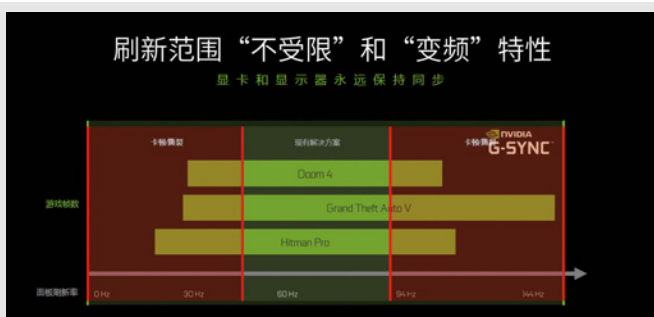 刷新范围“不受限”和“变频”特性
显卡和显示器永远保持同步
卡顿撕裂
现有解决方案
卡顿撕裂
NVIDIA
G-SYNC
Doom 4
游戏帧数
Grand Theft Auto V
Hitman Pro
面板刷新率
0 Hz
30 Hz
60 Hz
94 Hz
144 Hz